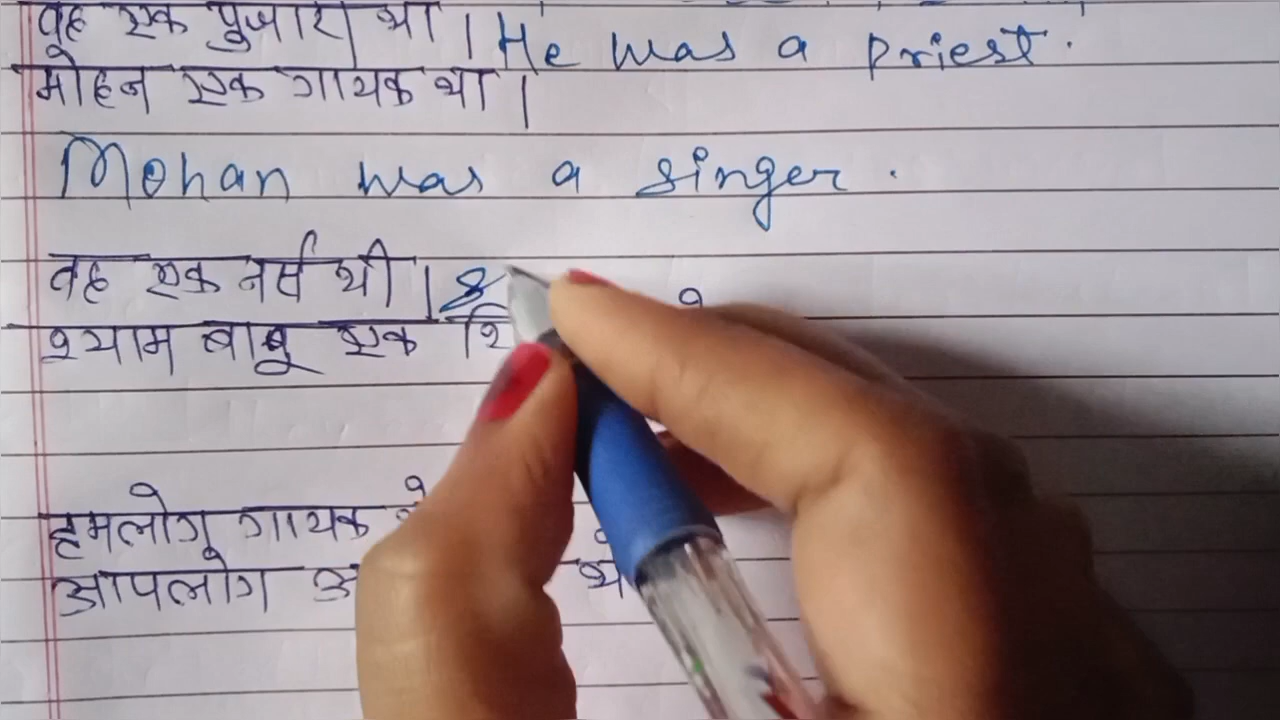 वह एक पुजारी था । He was a priest .
मोहन एक गायक था ।
Mohan was a singer .
वह एक नर्स थी । S
श्याम बाबू एक
हमलोग गायक
आपलोग